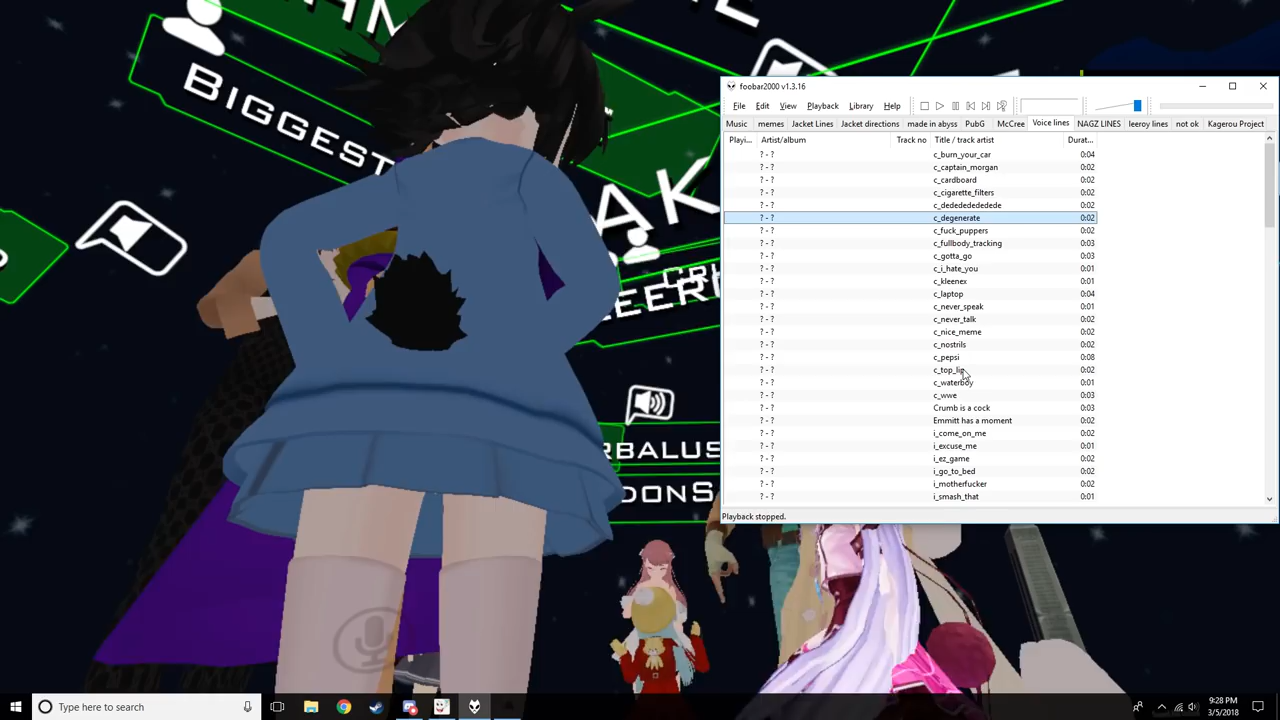 BIGGEST
foobar2000 v1.3.16
File Edit View Playback Library Help
Music memes Jacket Lines Jacket directions made in abyss PubG McCree Voice lines NAGZ LINES leeroy lines not ok Kagerou Project
Playi... Artist/album Track no Title / track artist Durat...
? - ? c_burn_your_car 0:04
? - ? c_captain_morgan 0:02
? - ? c_cardboard 0:02
? - ? c_cigarette_filters 0:02
? - ? c_dedededededede 0:02
? - ? c_degenerate 0:02
? - ? c_fuck_puppers 0:02
? - ? c_fullbody_tracking 0:03
? - ? c_gotta_go 0:03
? - ? c_i_hate_you 0:01
? - ? c_kleenex 0:01
? - ? c_laptop 0:04
? - ? c_never_speak 0:01
? - ? c_never_talk 0:02
? - ? c_nice_meme 0:02
? - ? c_nostrils 0:02
? - ? c_pepsi 0:08
? - ? c_top_lip 0:02
? - ? c_waterboy 0:01
? - ? c_wwe 0:03
? - ? Crumb is a cock 0:03
? - ? Emmitt has a moment 0:02
? - ? i_come_on_me 0:02
? - ? i_excuse_me 0:01
? - ? i_ez_game 0:02
? - ? i_go_to_bed 0:02
? - ? i_motherfucker 0:02
? - ? i_smash_that 0:01
Playback stopped.
RBALUS
DONS
Type here to search
9:28 PM
3/5/2018